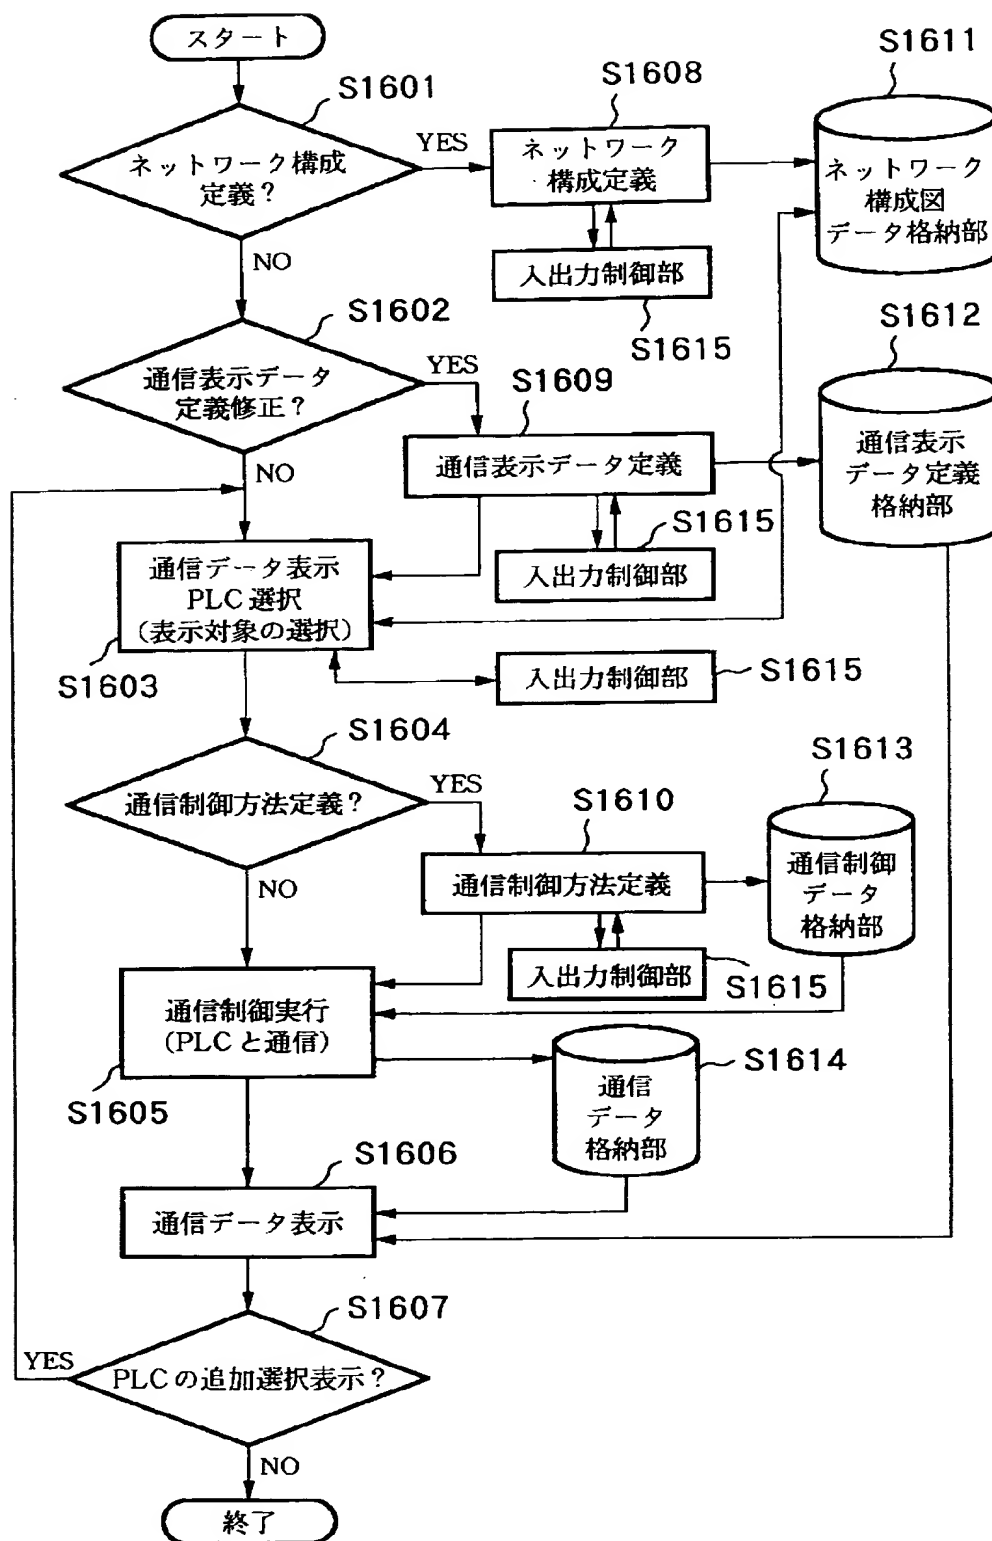 スタート
S1601
ネットワーク構成
定義?
YES
NO
S1608
ネットワーク
構成定義
入出力制御部
S1615
S1611
ネットワーク
構成図
データ格納部
S1602
通信表示データ
定義修正?
YES
NO
S1609
通信表示データ定義
S1615
入出力制御部
S1612
通信表示
データ定義
格納部
通信データ表示
PLC選択
(表示対象の選択)
S1603
入出力制御部
S1615
S1604
通信制御方法定義?
YES
NO
S1610
通信制御方法定義
入出力制御部
S1615
S1613
通信制御
データ
格納部
通信制御実行
(PLCと通信)
S1605
S1614
通信
データ
格納部
S1606
通信データ表示
S1607
PLCの追加選択表示?
YES
NO
終了